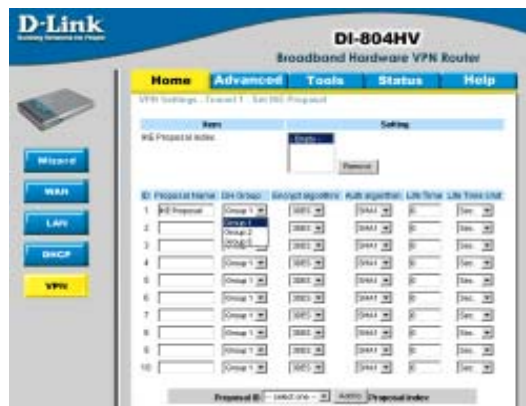 D-Link
Building Networks for People
DI-804HV
Broadband Hardware VPN Router
Home Advanced Tools Status Help
VPN Settings - Tunnel 1 - Set IKE Proposal
Item Setting
IKE Proposal index
- Empty -
Remove
Wizard
WAN
LAN
DHCP
VPN
ID Proposal Name DH Group Encrypt algorithm Auth algorithm Life Time Life Time Unit
1 IKE Proposal Group 1 3DES SHA1 0 Sec.
Group 1
Group 2
Group 5
2 3DES SHA1 0 Sec.
3 3DES SHA1 0 Sec.
4 Group 1 3DES SHA1 0 Sec.
5 Group 1 3DES SHA1 0 Sec.
6 Group 1 3DES SHA1 0 Sec.
7 Group 1 3DES SHA1 0 Sec.
8 Group 1 3DES SHA1 0 Sec.
9 Group 1 3DES SHA1 0 Sec.
10 Group 1 3DES SHA1 0 Sec.
Proposal ID - select one - Add to Proposal index